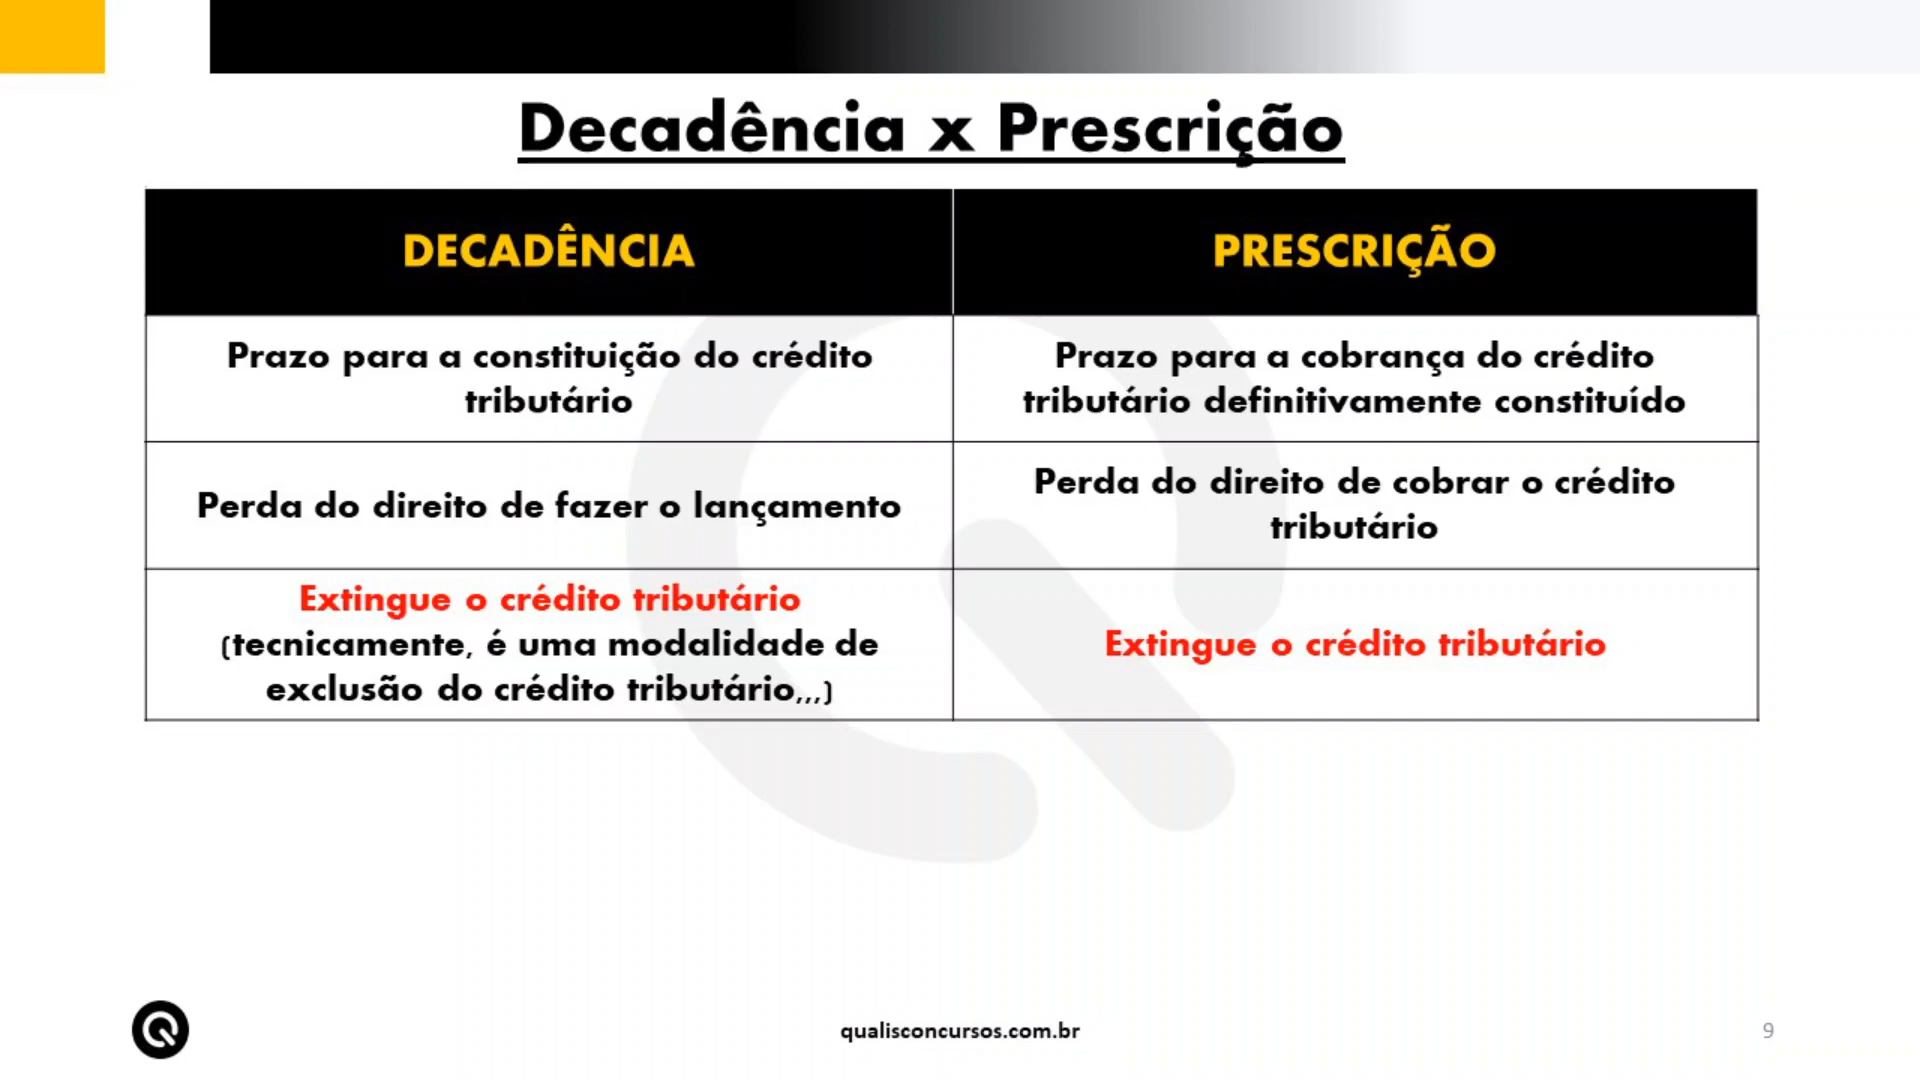 Decadência x Prescrição
DECADÊNCIA
PRESCRIÇÃO
Prazo para a constituição do crédito
tributário
Prazo para a cobrança do crédito
tributário definitivamente constituído
Perda do direito de fazer o lançamento
Perda do direito de cobrar o crédito
tributário
Extingue o crédito tributário
(tecnicamente, é uma modalidade de
exclusão do crédito tributário,,,)
Extingue o crédito tributário
qualisconcursos.com.br
9